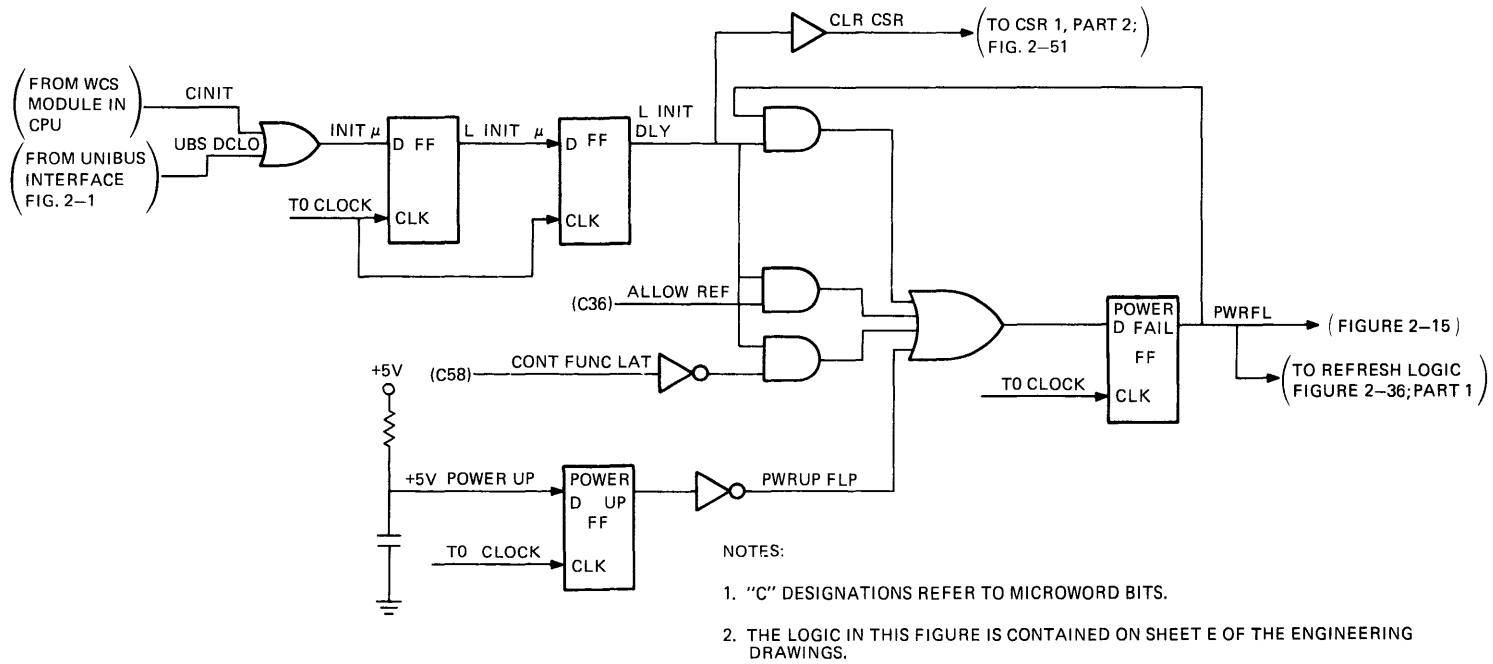 CLR CSR
(TO CSR 1, PART 2;
FIG. 2–51)
(FROM WCS
MODULE IN
CPU)
CINIT
UBS DCLO
(FROM UNIBUS
INTERFACE
FIG. 2–1)
INIT μ
D FF
CLK
T0 CLOCK
L INIT μ
D FF
CLK
L INIT
DLY
(C36)
ALLOW REF
(C58)
CONT FUNC LAT
POWER
D FAIL
FF
CLK
T0 CLOCK
PWRFL
(FIGURE 2–15)
(TO REFRESH LOGIC
FIGURE 2–36; PART 1)
+5V
+5V POWER UP
POWER
D UP
FF
CLK
T0 CLOCK
PWRUP FLP
NOTES:
1. "C" DESIGNATIONS REFER TO MICROWORD BITS.
2. THE LOGIC IN THIS FIGURE IS CONTAINED ON SHEET E OF THE ENGINEERING
DRAWINGS.